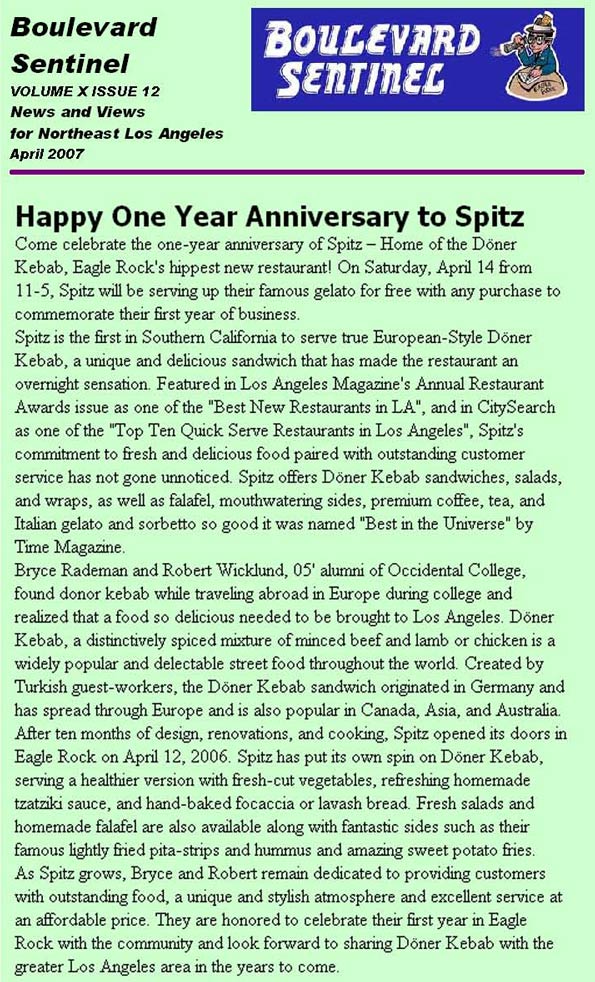 Boulevard
Sentinel
VOLUME X ISSUE 12
News and Views
for Northeast Los Angeles
April 2007
BOULEVARD
SENTINEL
Happy One Year Anniversary to Spitz
Come celebrate the one-year anniversary of Spitz – Home of the Döner
Kebab, Eagle Rock's hippest new restaurant! On Saturday, April 14 from
11-5, Spitz will be serving up their famous gelato for free with any purchase to
commemorate their first year of business.
Spitz is the first in Southern California to serve true European-Style Döner
Kebab, a unique and delicious sandwich that has made the restaurant an
overnight sensation. Featured in Los Angeles Magazine's Annual Restaurant
Awards issue as one of the "Best New Restaurants in LA", and in CitySearch
as one of the "Top Ten Quick Serve Restaurants in Los Angeles", Spitz's
commitment to fresh and delicious food paired with outstanding customer
service has not gone unnoticed. Spitz offers Döner Kebab sandwiches, salads,
and wraps, as well as falafel, mouthwatering sides, premium coffee, tea, and
Italian gelato and sorbetto so good it was named "Best in the Universe" by
Time Magazine.
Bryce Rademan and Robert Wicklund, 05' alumni of Occidental College,
found donor kebab while traveling abroad in Europe during college and
realized that a food so delicious needed to be brought to Los Angeles. Döner
Kebab, a distinctively spiced mixture of minced beef and lamb or chicken is a
widely popular and delectable street food throughout the world. Created by
Turkish guest-workers, the Döner Kebab sandwich originated in Germany and
has spread through Europe and is also popular in Canada, Asia, and Australia.
After ten months of design, renovations, and cooking, Spitz opened its doors in
Eagle Rock on April 12, 2006. Spitz has put its own spin on Döner Kebab,
serving a healthier version with fresh-cut vegetables, refreshing homemade
tzatziki sauce, and hand-baked focaccia or lavash bread. Fresh salads and
homemade falafel are also available along with fantastic sides such as their
famous lightly fried pita-strips and hummus and amazing sweet potato fries.
As Spitz grows, Bryce and Robert remain dedicated to providing customers
with outstanding food, a unique and stylish atmosphere and excellent service at
an affordable price. They are honored to celebrate their first year in Eagle
Rock with the community and look forward to sharing Döner Kebab with the
greater Los Angeles area in the years to come.